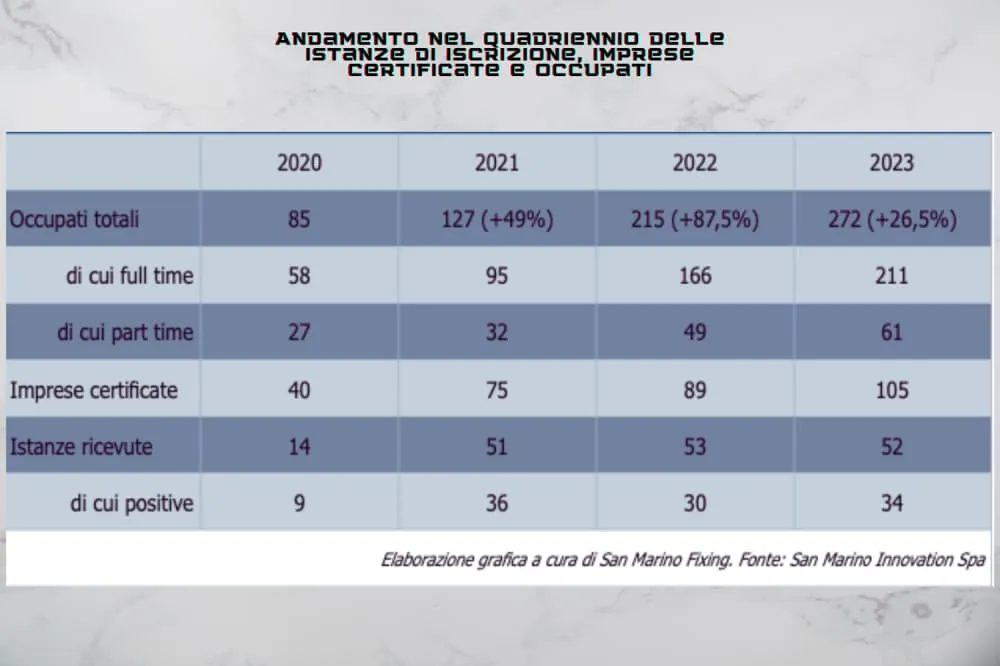 ANDAMENTO NEL QUADRIENNIO DELLE
ISTANZE DI ISCRIZIONE, IMPRESE
CERTIFICATE E OCCUPATI
2020 2021 2022 2023
Occupati totali 85 127 (+49%) 215 (+87,5%) 272 (+26,5%)
di cui full time 58 95 166 211
di cui part time 27 32 49 61
Imprese certificate 40 75 89 105
Istanze ricevute 14 51 53 52
di cui positive 9 36 30 34
Elaborazione grafica a cura di San Marino Fixing. Fonte: San Marino Innovation Spa